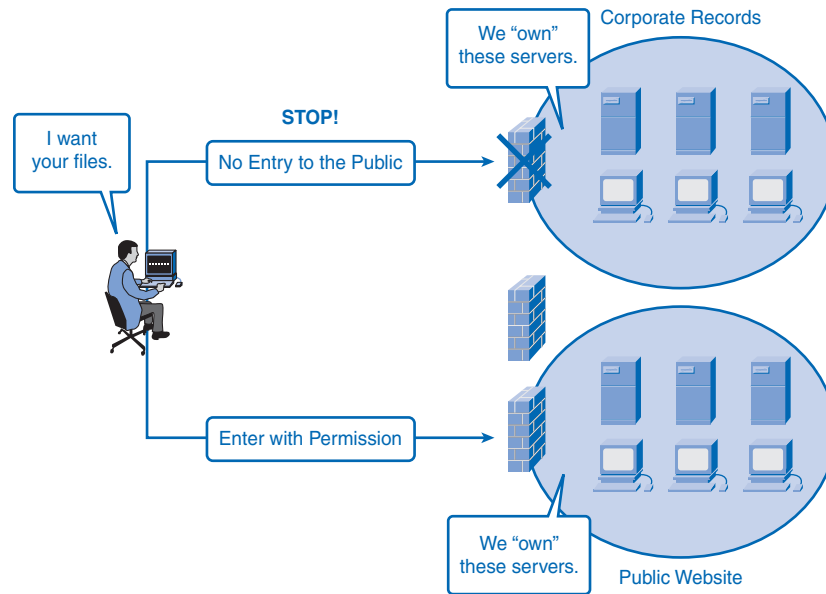 Corporate Records
We “own”
these servers.
STOP!
I want
your files.
No Entry to the Public
Enter with Permission
We “own”
these servers.
Public Website